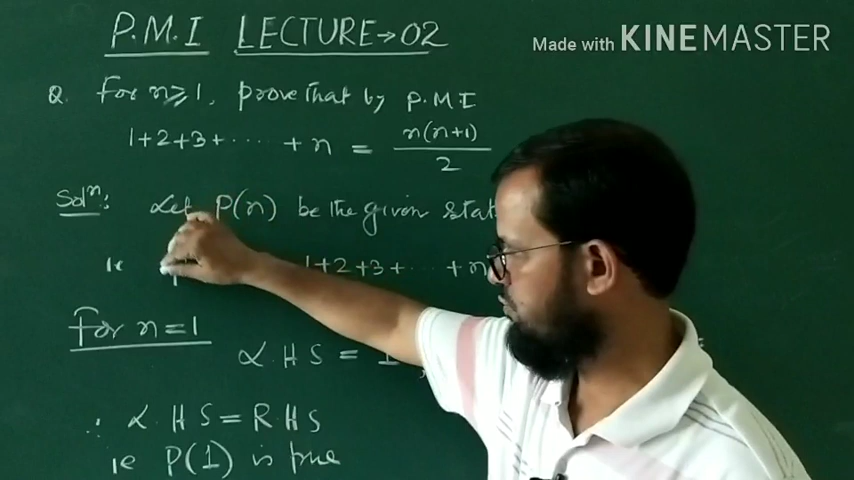 P.M.I LECTURE→02
Made with KINEMASTER
Q. For n≥1, prove that by P.M.I
1+2+3+ ····· + n = n(n+1)/2
Solⁿ: Let P(n) be the given stat
ie 1+2+3+ ···· + n
For n=1
L.H S = 1
∴ L.H S = R.H S
ie P(1) is true